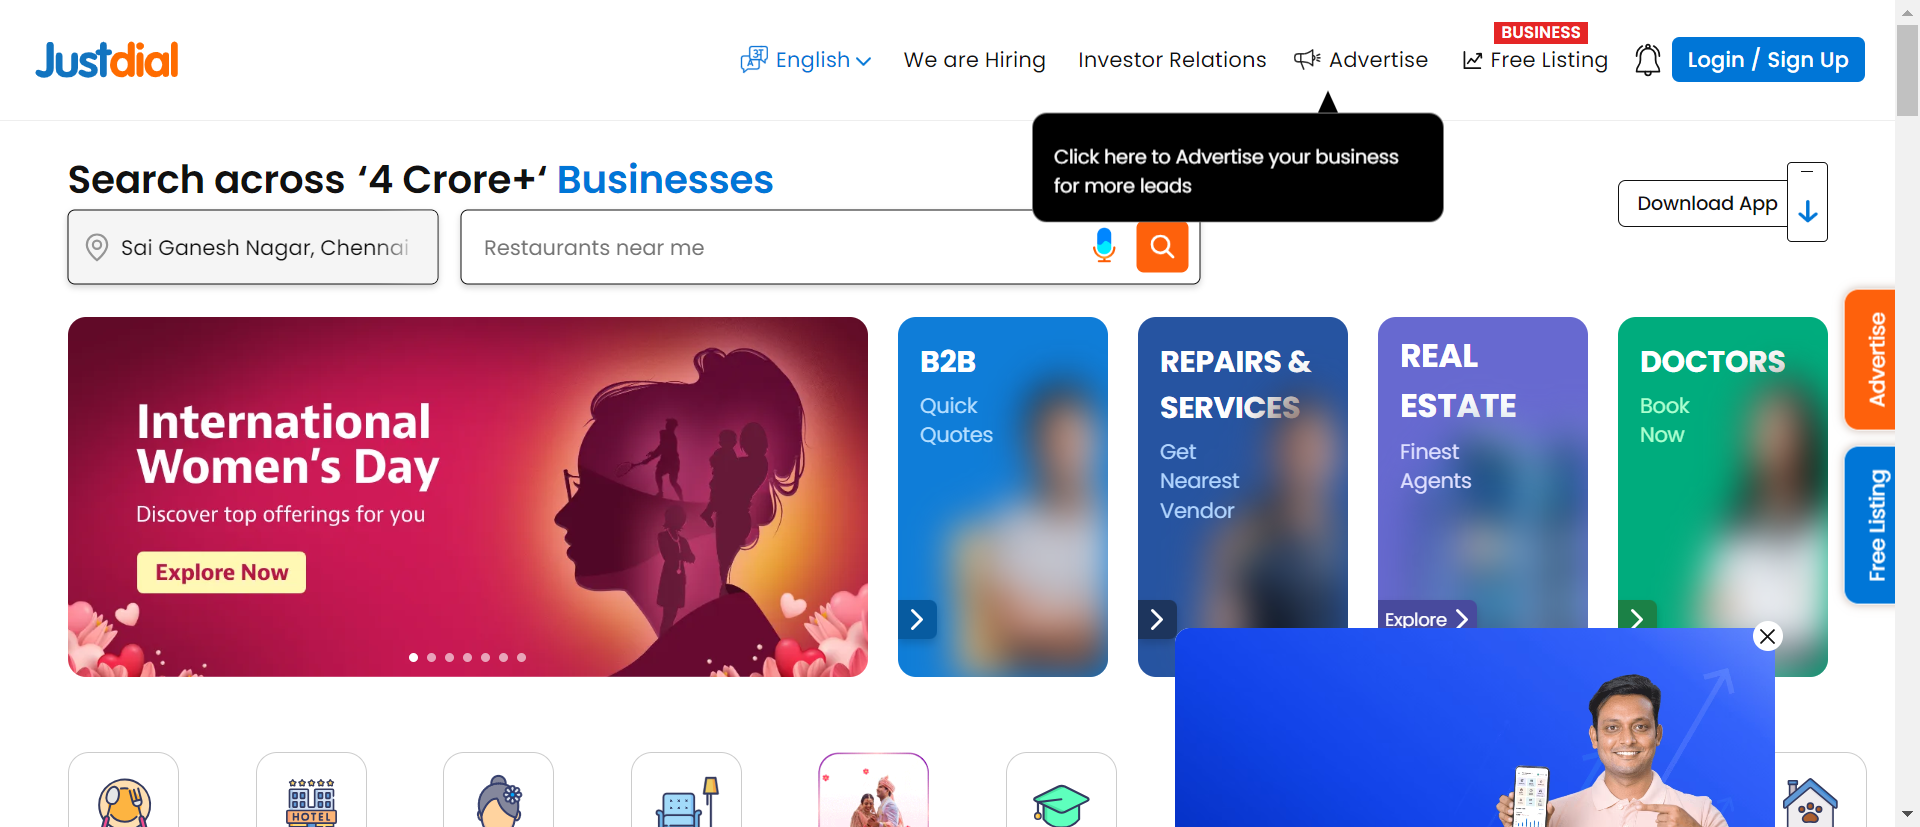 Justdial
English
We are Hiring
Investor Relations
Advertise
BUSINESS
Free Listing
Login / Sign Up
Click here to Advertise your business
for more leads
Search across ‘4 Crore+‘ Businesses
Download App
Sai Ganesh Nagar, Chennai
Restaurants near me
International
Women’s Day
Discover top offerings for you
Explore Now
B2B
Quick
Quotes
REPAIRS &
SERVICES
Get
Nearest
Vendor
REAL
ESTATE
Finest
Agents
Explore
DOCTORS
Book
Now
Advertise
Free Listing
HOTEL